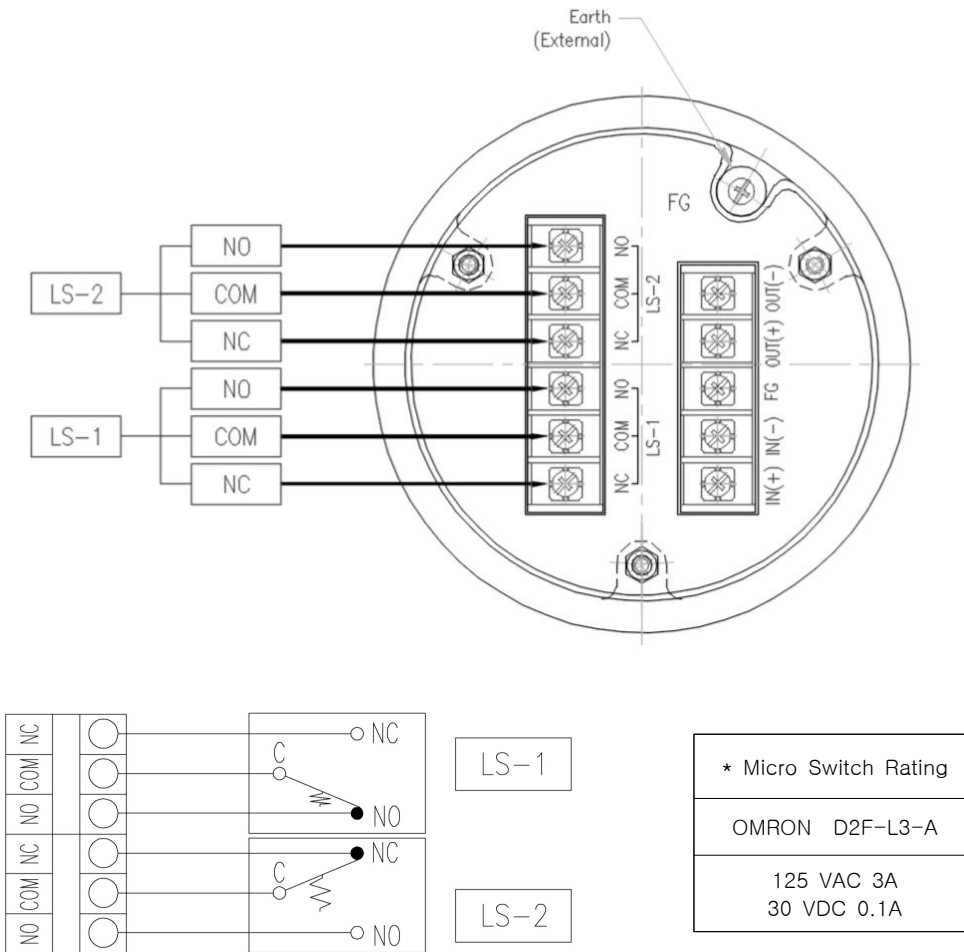 Earth
(External)
FG
LS-2
NO
COM
NC
LS-1
NO
COM
NC
NO
COM
NC
LS-2
NO
COM
NC
LS-1
OUT(-)
OUT(+)
FG
IN(-)
IN(+)
NC
COM
NO
NC
COM
NO
NC
C
NO
LS-1
NC
C
NO
LS-2
* Micro Switch Rating
OMRON D2F-L3-A
125 VAC 3A
30 VDC 0.1A